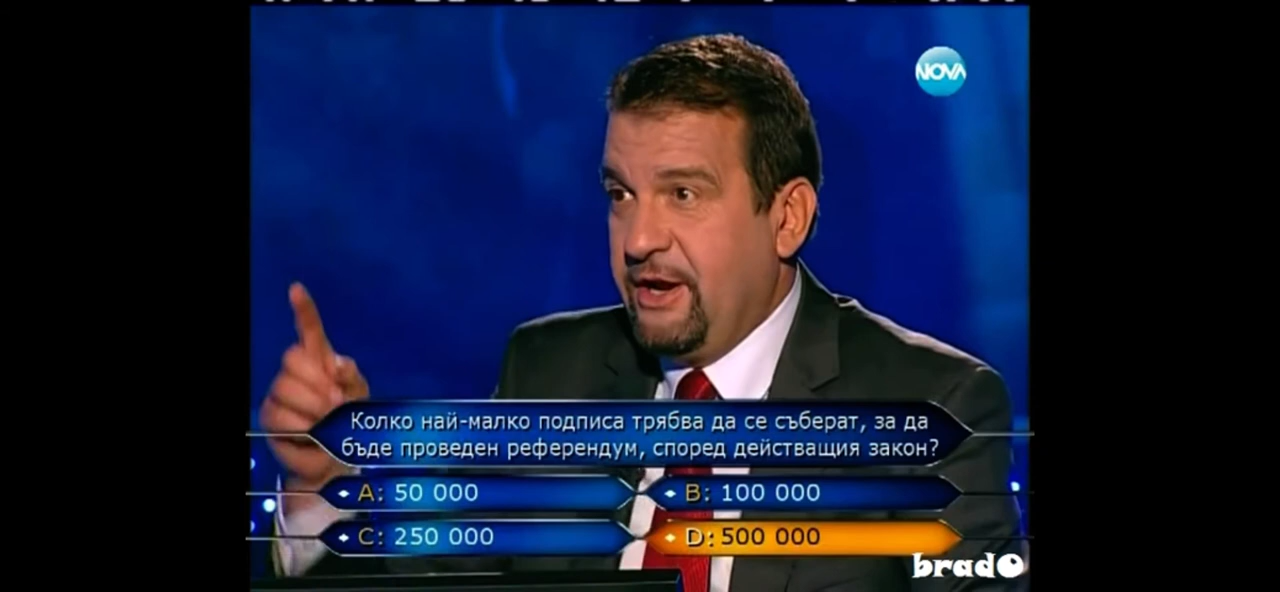 NOVA
Колко най-малко подписа трябва да се съберат, за да
бъде проведен референдум, според действащия закон?
A: 50 000
B: 100 000
C: 250 000
D: 500 000
bradO